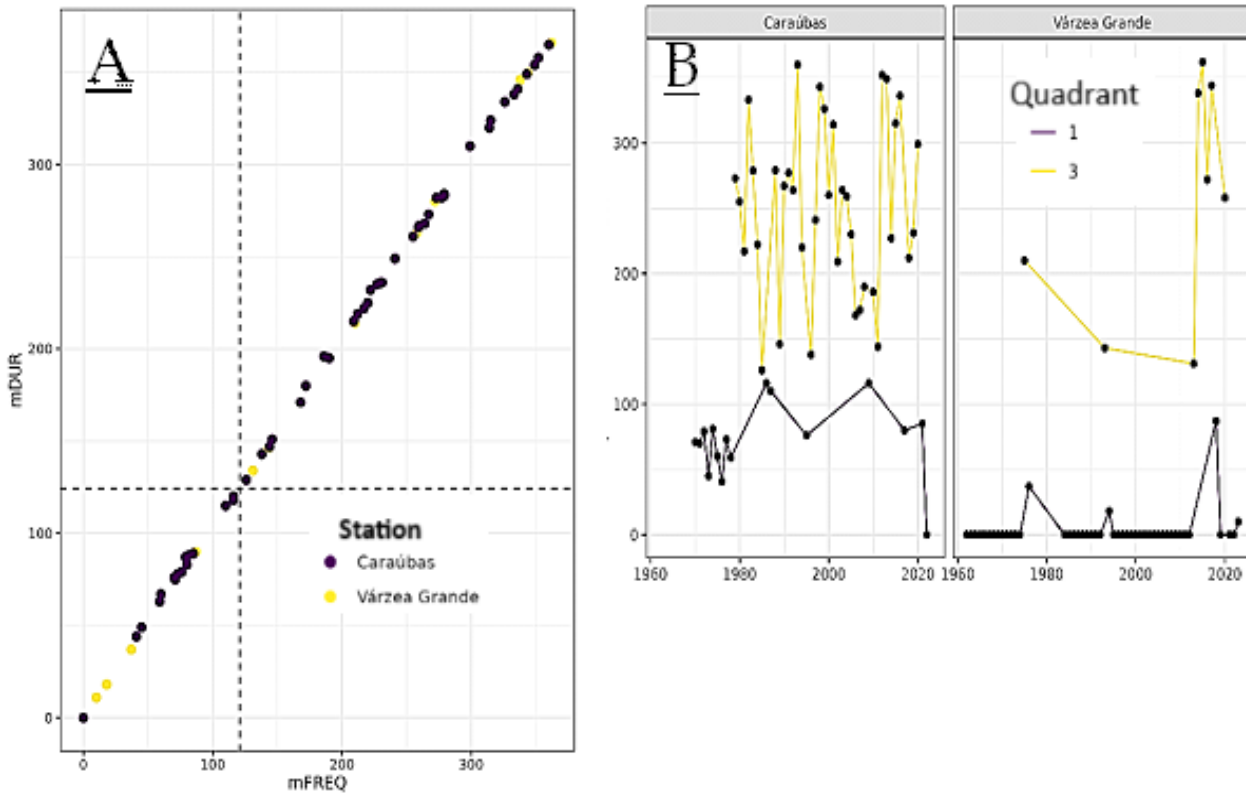 A
mDUR
300
200
100
0
0 100 200 300
mFREQ
Station
Caraúbas
Várzea Grande
B
Caraúbas Várzea Grande
Quadrant
1
3
300
200
100
0
1960 1980 2000 2020 1960 1980 2000 2020